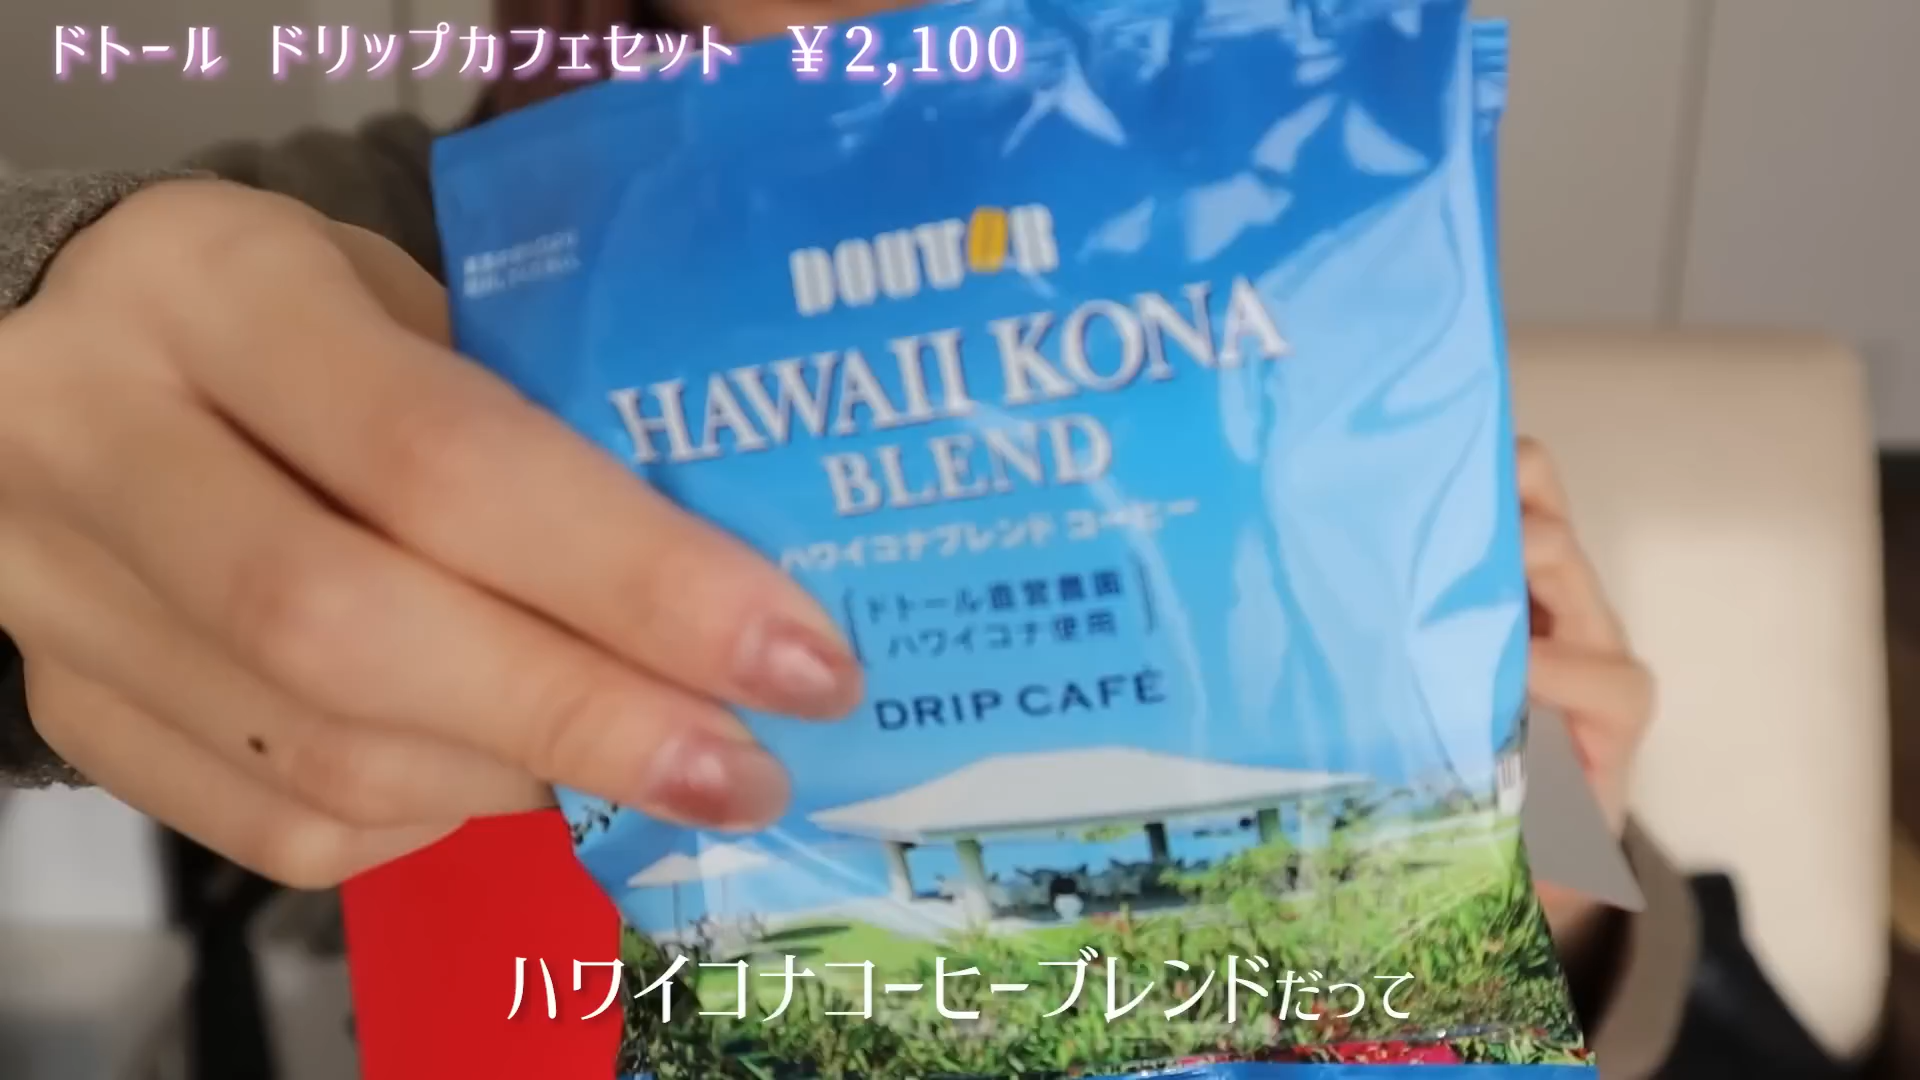 ドトール ドリップカフェセット ￥2,100
DOUTOR
HAWAII KONA
BLEND
ハワイコナブレンド コーヒー
ドトール直営農園
ハワイコナ使用
DRIP CAFÉ
ハワイコナコーヒーブレンドだって